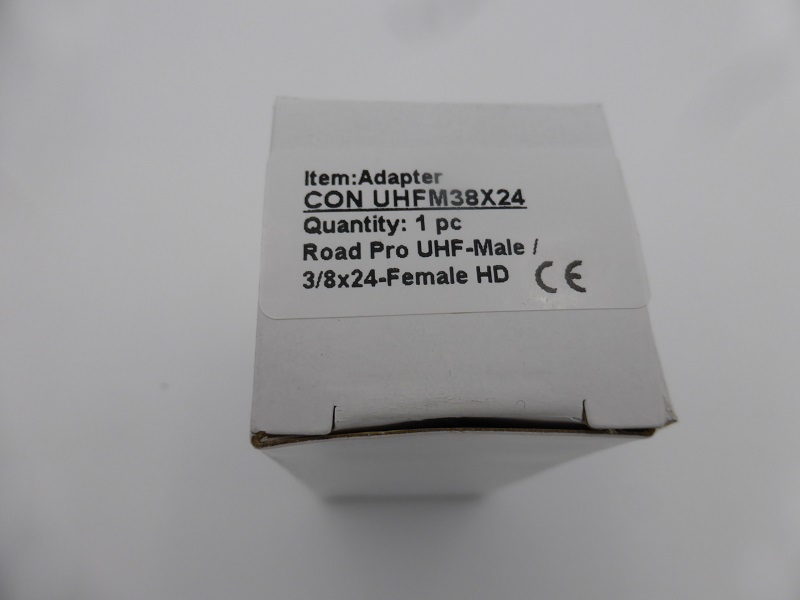 Item:Adapter
CON UHFM38X24
Quantity: 1 pc
Road Pro UHF-Male /
3/8x24-Female HD CE